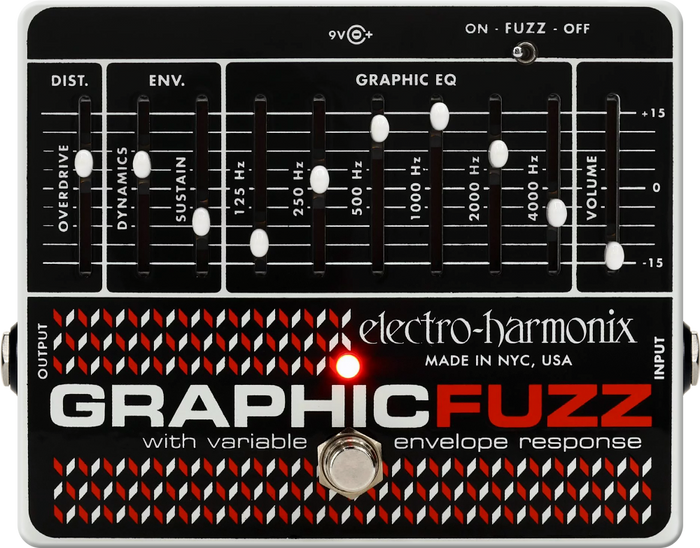 9V +
ON - FUZZ - OFF
DIST.
ENV.
GRAPHIC EQ
OVERDRIVE
DYNAMICS
SUSTAIN
125 Hz
250 Hz
500 Hz
1000 Hz
2000 Hz
4000 Hz
VOLUME
+15
0
-15
OUTPUT
electro-harmonix
MADE IN NYC, USA
INPUT
GRAPHICFUZZ
with variable envelope response